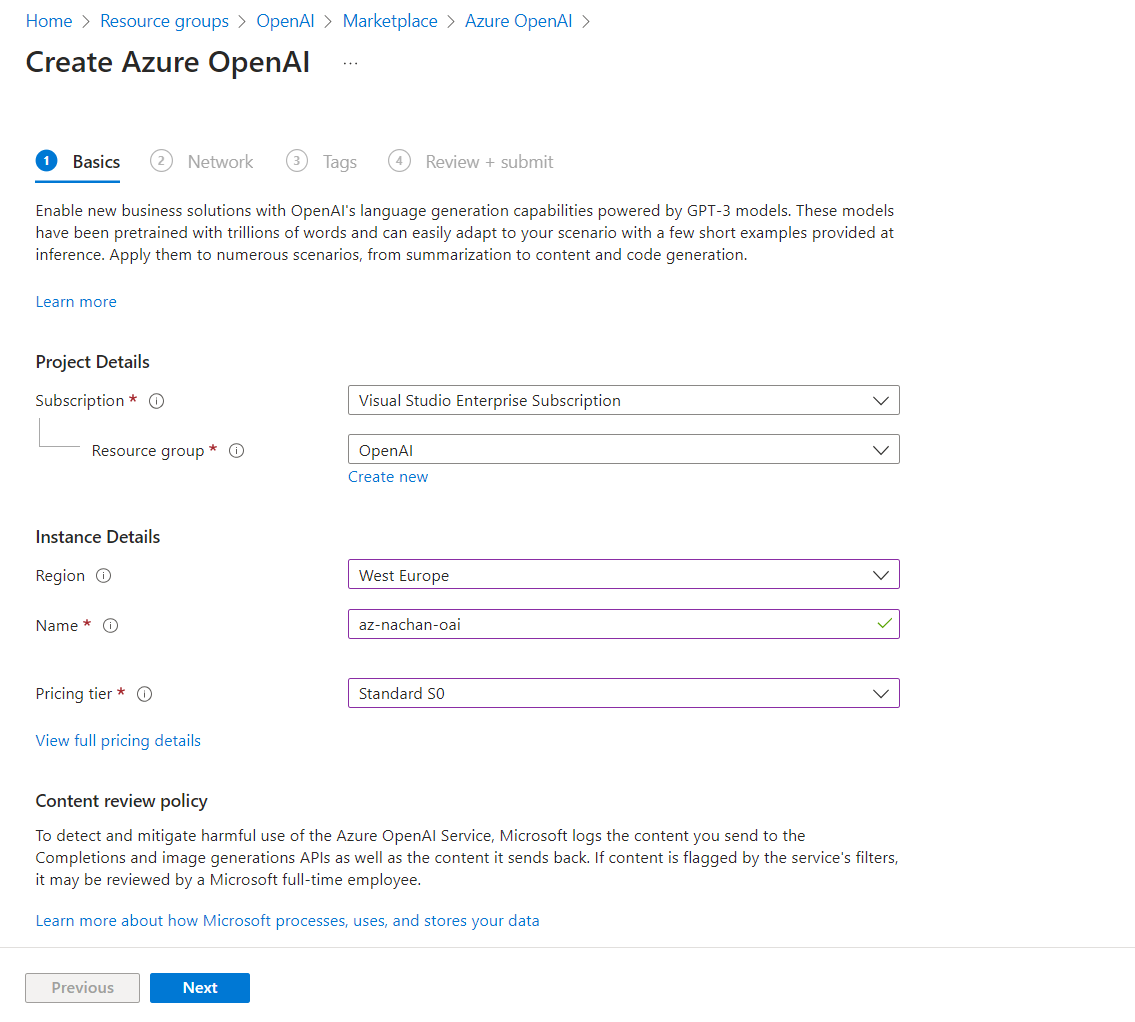 Home > Resource groups > OpenAI > Marketplace > Azure OpenAI >
Create Azure OpenAI ...
1 Basics 2 Network 3 Tags 4 Review + submit
Enable new business solutions with OpenAI's language generation capabilities powered by GPT-3 models. These models
have been pretrained with trillions of words and can easily adapt to your scenario with a few short examples provided at
inference. Apply them to numerous scenarios, from summarization to content and code generation.
Learn more
Project Details
Subscription * Visual Studio Enterprise Subscription
Resource group * OpenAI
Create new
Instance Details
Region West Europe
Name * az-nachan-oai
Pricing tier * Standard S0
View full pricing details
Content review policy
To detect and mitigate harmful use of the Azure OpenAI Service, Microsoft logs the content you send to the
Completions and image generations APIs as well as the content it sends back. If content is flagged by the service's filters,
it may be reviewed by a Microsoft full-time employee.
Learn more about how Microsoft processes, uses, and stores your data
Previous Next